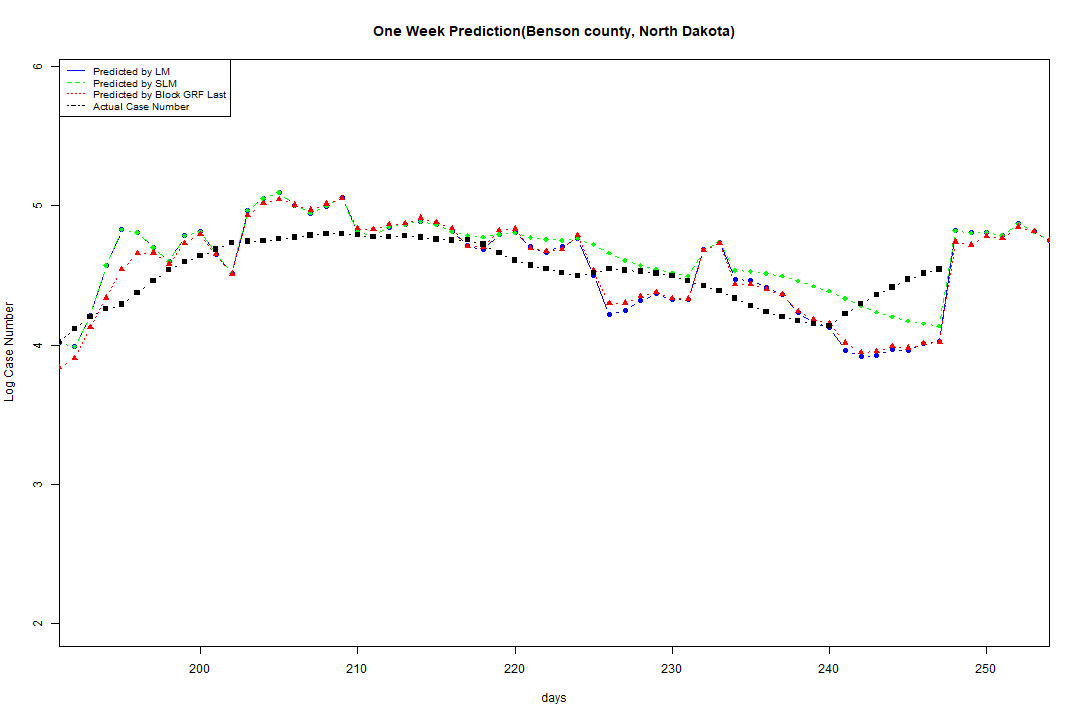 One Week Prediction(Benson county, North Dakota)
6
Predicted by LM
Predicted by SLM
Predicted by Block GRF Last
Actual Case Number
5
4
3
2
Log Case Number
200
210
220
230
240
250
days